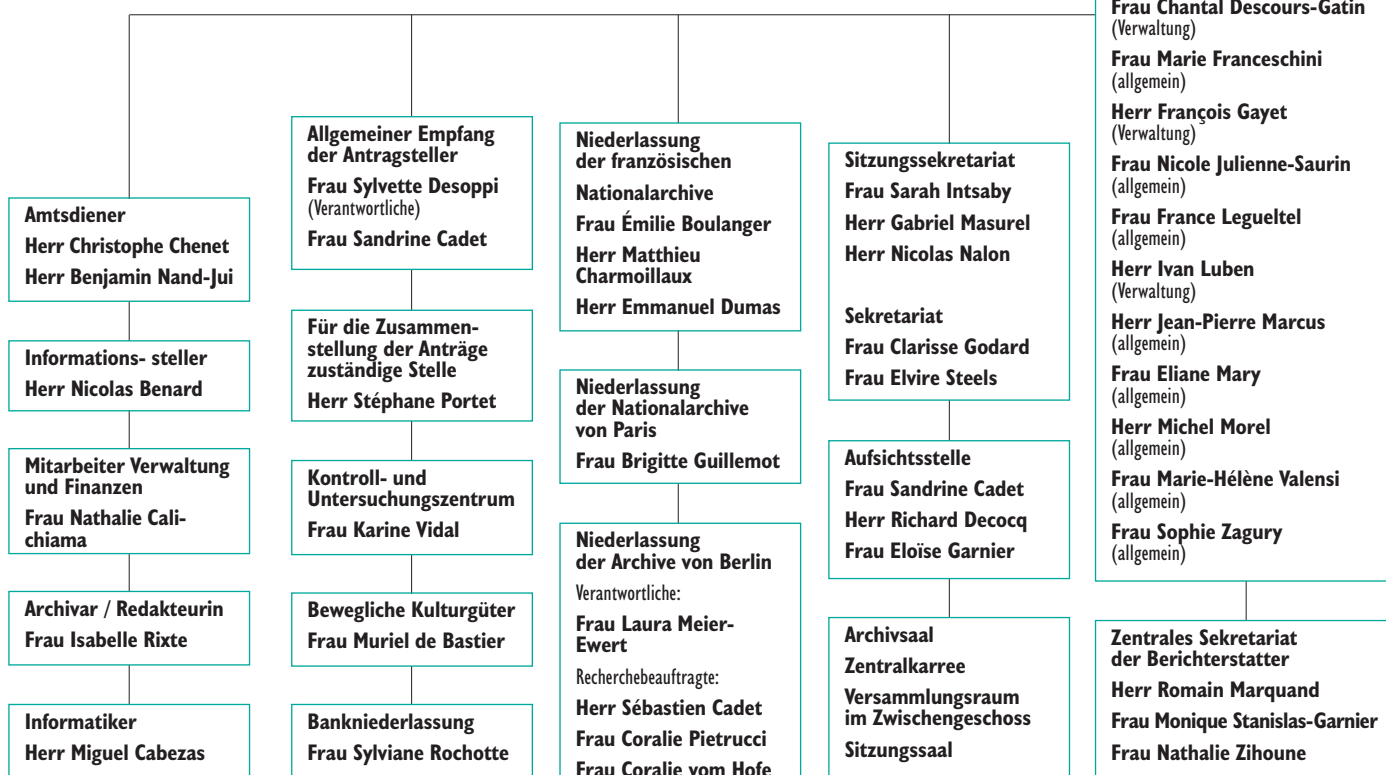 Amtsdiener
Herr Christophe Chenet
Herr Benjamin Nand-Jui
Informations- steller
Herr Nicolas Benard
Mitarbeiter Verwaltung
und Finanzen
Frau Nathalie Cali-
chiama
Archivar / Redakteurin
Frau Isabelle Rixte
Informatiker
Herr Miguel Cabezas
Allgemeiner Empfang
der Antragsteller
Frau Sylvette Desoppi
(Verantwortliche)
Frau Sandrine Cadet
Für die Zusammen-
stellung der Anträge
zuständige Stelle
Herr Stéphane Portet
Kontroll- und
Untersuchungszentrum
Frau Karine Vidal
Bewegliche Kulturgüter
Frau Muriel de Bastier
Bankniederlassung
Frau Sylviane Rochotte
Niederlassung
der französischen
Nationalarchive
Frau Émilie Boulanger
Herr Matthieu
Charmoillaux
Herr Emmanuel Dumas
Niederlassung
der Nationalarchive
von Paris
Frau Brigitte Guillemot
Niederlassung
der Archive von Berlin
Verantwortliche:
Frau Laura Meier-
Ewert
Recherchebeauftragte:
Herr Sébastien Cadet
Frau Coralie Pietrucci
Frau Coralie vom Hofe
Sitzungssekretariat
Frau Sarah Intsaby
Herr Gabriel Masurel
Herr Nicolas Nalon
Sekretariat
Frau Clarisse Godard
Frau Elvire Steels
Aufsichtsstelle
Frau Sandrine Cadet
Herr Richard Decocq
Frau Eloïse Garnier
Archivsaal
Zentralkarree
Versammlungsraum
im Zwischengeschoss
Sitzungssaal
Frau Chantal Descours-Gatin
(Verwaltung)
Frau Marie Franceschini
(allgemein)
Herr François Gayet
(Verwaltung)
Frau Nicole Julienne-Saurin
(allgemein)
Frau France Legueltel
(allgemein)
Herr Ivan Luben
(Verwaltung)
Herr Jean-Pierre Marcus
(allgemein)
Frau Eliane Mary
(allgemein)
Herr Michel Morel
(allgemein)
Frau Marie-Hélène Valensi
(allgemein)
Frau Sophie Zagury
(allgemein)
Zentrales Sekretariat
der Berichterstatter
Herr Romain Marquand
Frau Monique Stanislas-Garnier
Frau Nathalie Zihoune